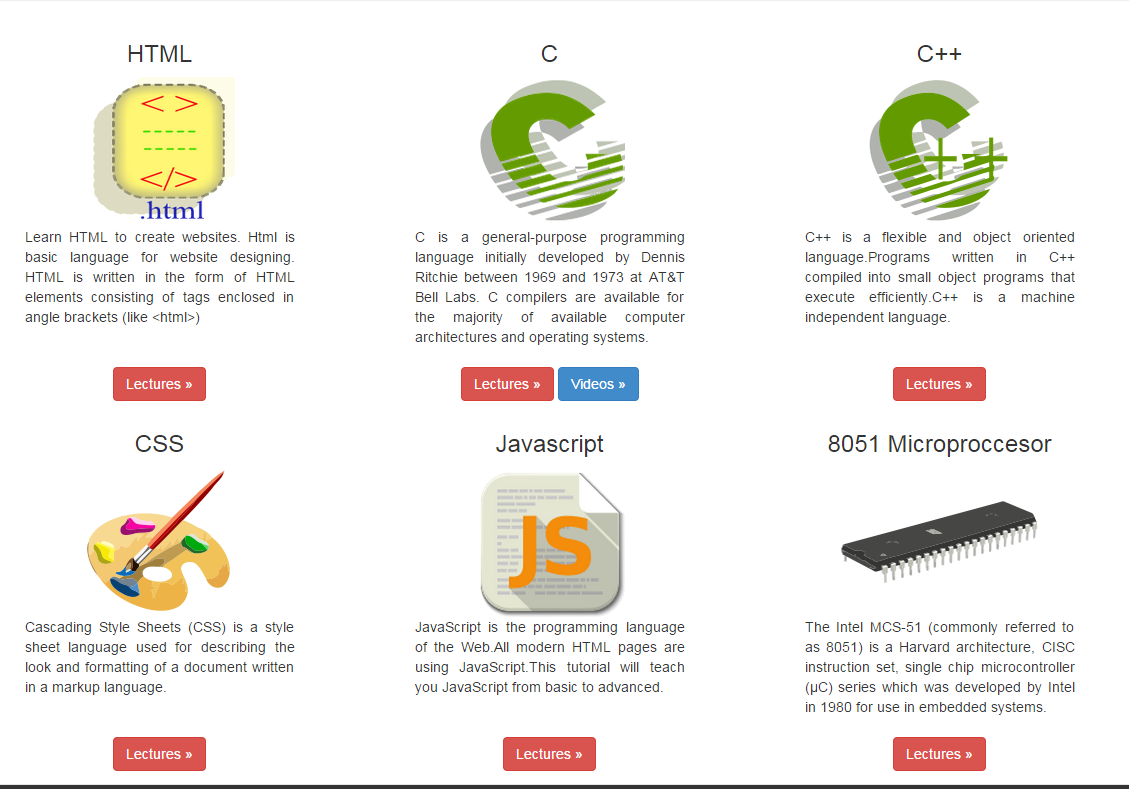 HTML
C
C++
< >
-----
-----
</>
.html
++
Learn HTML to create websites. Html is
basic language for website designing.
HTML is written in the form of HTML
elements consisting of tags enclosed in
angle brackets (like <html>)
C is a general-purpose programming
language initially developed by Dennis
Ritchie between 1969 and 1973 at AT&T
Bell Labs. C compilers are available for
the majority of available computer
architectures and operating systems.
C++ is a flexible and object oriented
language.Programs written in C++
compiled into small object programs that
execute efficiently.C++ is a machine
independent language.
Lectures »
Lectures »
Videos »
Lectures »
CSS
Javascript
8051 Microproccesor
JS
Cascading Style Sheets (CSS) is a style
sheet language used for describing the
look and formatting of a document written
in a markup language.
JavaScript is the programming language
of the Web.All modern HTML pages are
using JavaScript.This tutorial will teach
you JavaScript from basic to advanced.
The Intel MCS-51 (commonly referred to
as 8051) is a Harvard architecture, CISC
instruction set, single chip microcontroller
(μC) series which was developed by Intel
in 1980 for use in embedded systems.
Lectures »
Lectures »
Lectures »